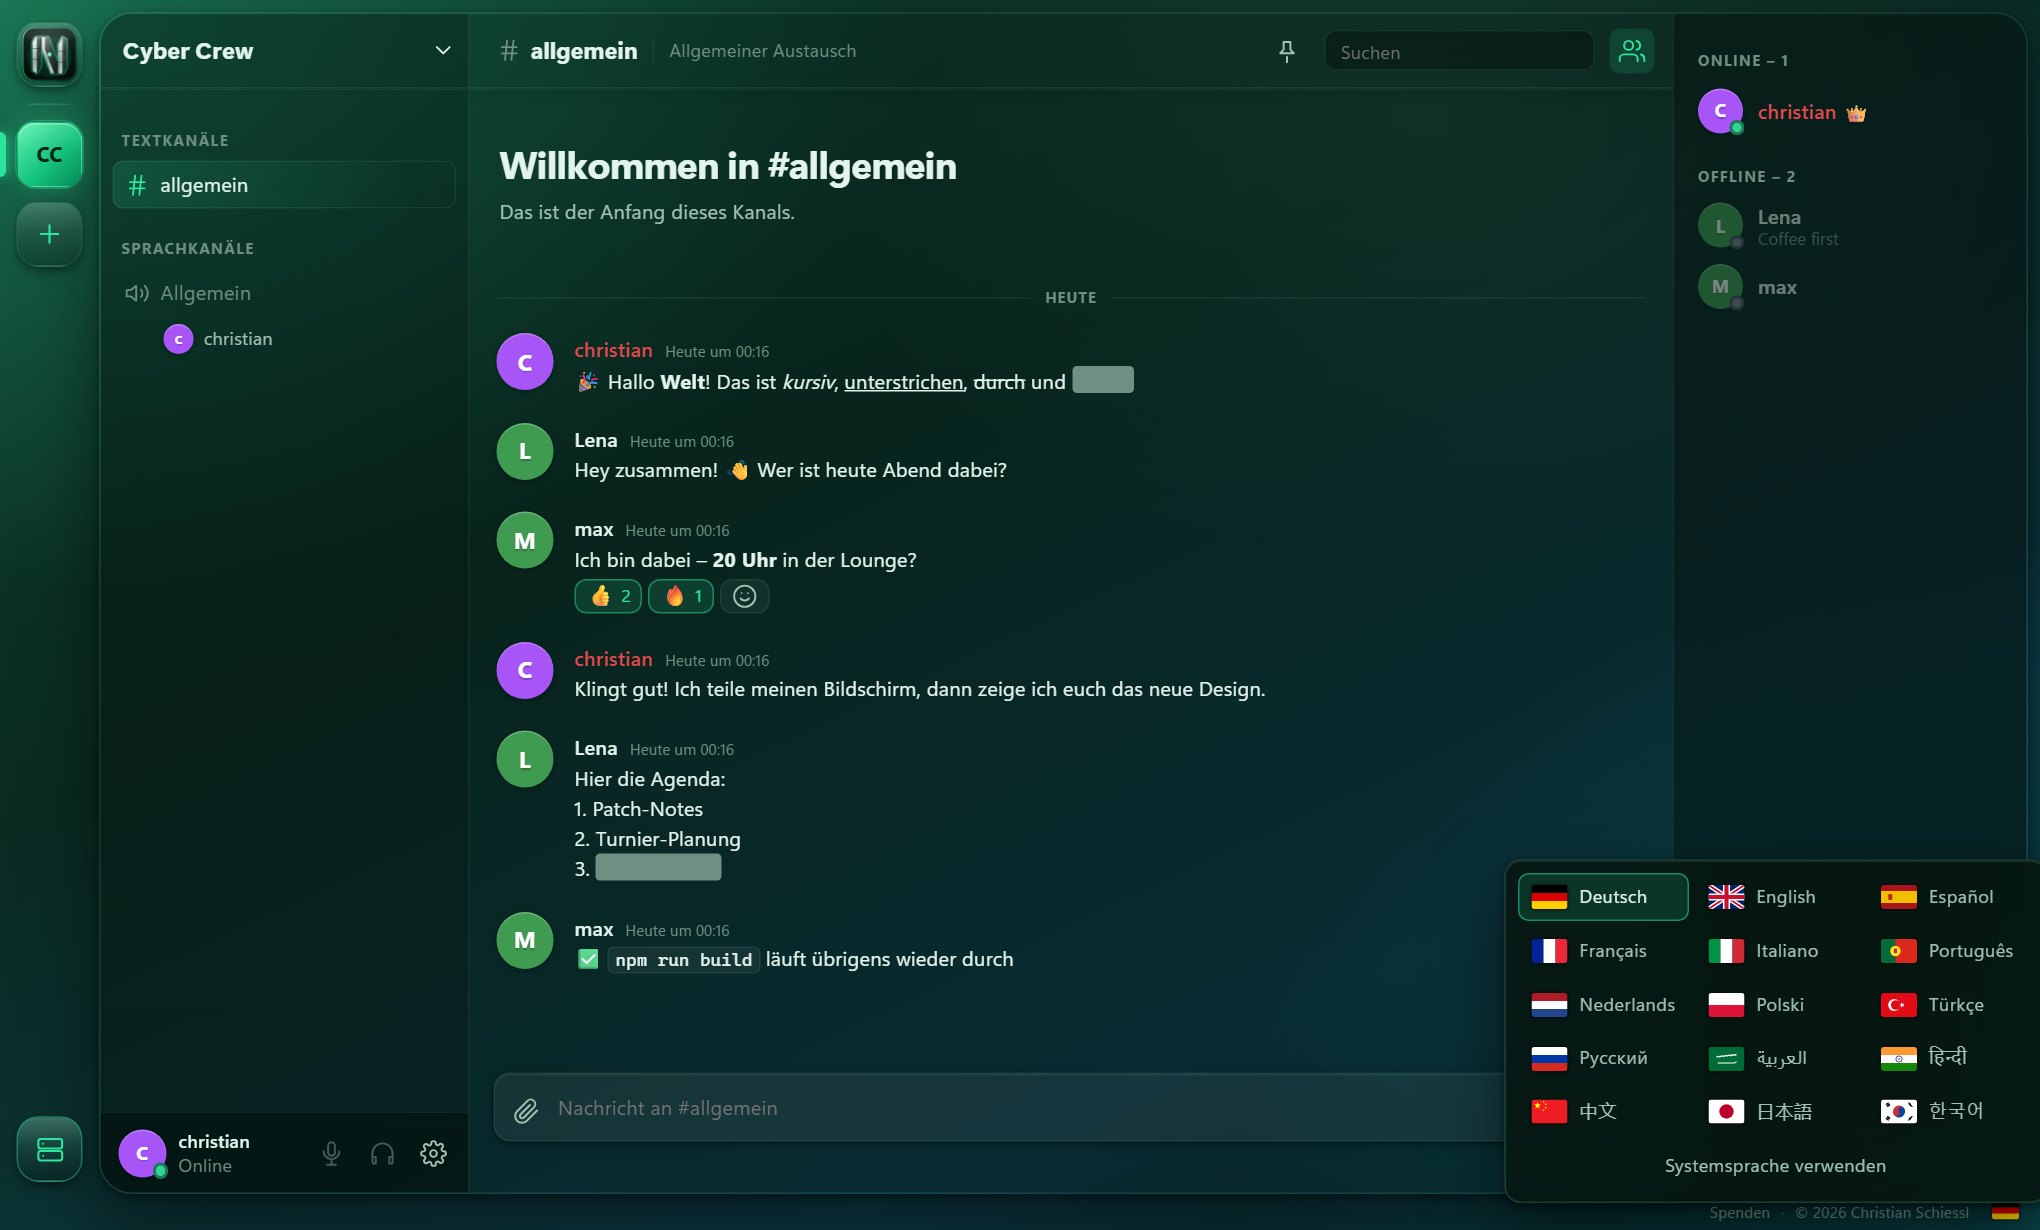 Cyber Crew
TEXTKANÄLE
# allgemein
SPRACHKANÄLE
Allgemein
C christian
CC
C christian
Online
# allgemein
Allgemeiner Austausch
Suchen
Willkommen in #allgemein
Das ist der Anfang dieses Kanals.
HEUTE
C
christian Heute um 00:16
🎉 Hallo Welt! Das ist kursiv, unterstrichen, durch und
L
Lena Heute um 00:16
Hey zusammen! 👋 Wer ist heute Abend dabei?
M
max Heute um 00:16
Ich bin dabei – 20 Uhr in der Lounge?
👍 2 🔥 1
C
christian Heute um 00:16
Klingt gut! Ich teile meinen Bildschirm, dann zeige ich euch das neue Design.
L
Lena Heute um 00:16
Hier die Agenda:
1. Patch-Notes
2. Turnier-Planung
3.
M
max Heute um 00:16
✅ npm run build läuft übrigens wieder durch
Nachricht an #allgemein
ONLINE – 1
C christian
OFFLINE – 2
L Lena
Coffee first
M max
Deutsch English Español
Français Italiano Português
Nederlands Polski Türkçe
Русский العربية हिन्दी
中文 日本語 한국어
Systemsprache verwenden
Spenden · © 2026 Christian Schiessl